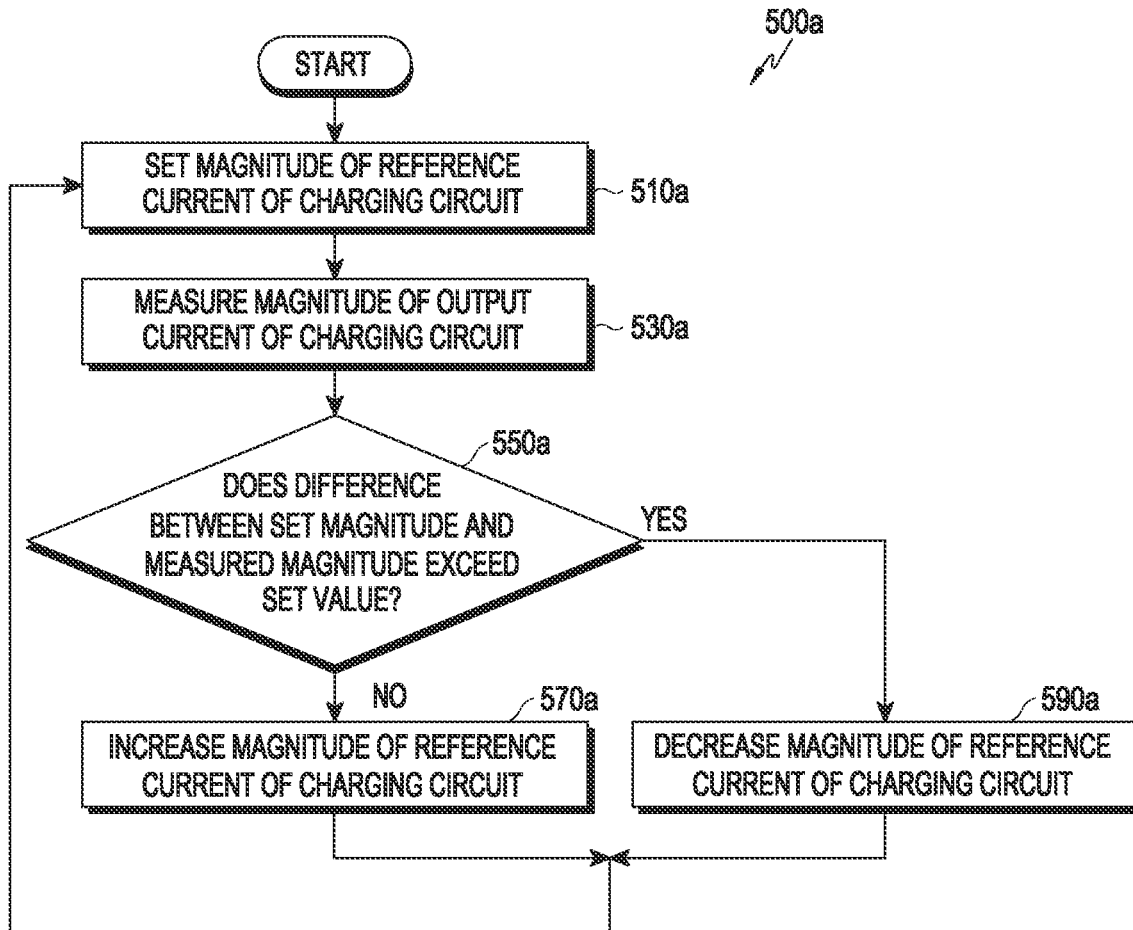 500a
START
SET MAGNITUDE OF REFERENCE
CURRENT OF CHARGING CIRCUIT
510a
MEASURE MAGNITUDE OF OUTPUT
CURRENT OF CHARGING CIRCUIT
530a
550a
DOES DIFFERENCE
BETWEEN SET MAGNITUDE AND
MEASURED MAGNITUDE EXCEED
SET VALUE?
YES
NO
570a
INCREASE MAGNITUDE OF REFERENCE
CURRENT OF CHARGING CIRCUIT
590a
DECREASE MAGNITUDE OF REFERENCE
CURRENT OF CHARGING CIRCUIT